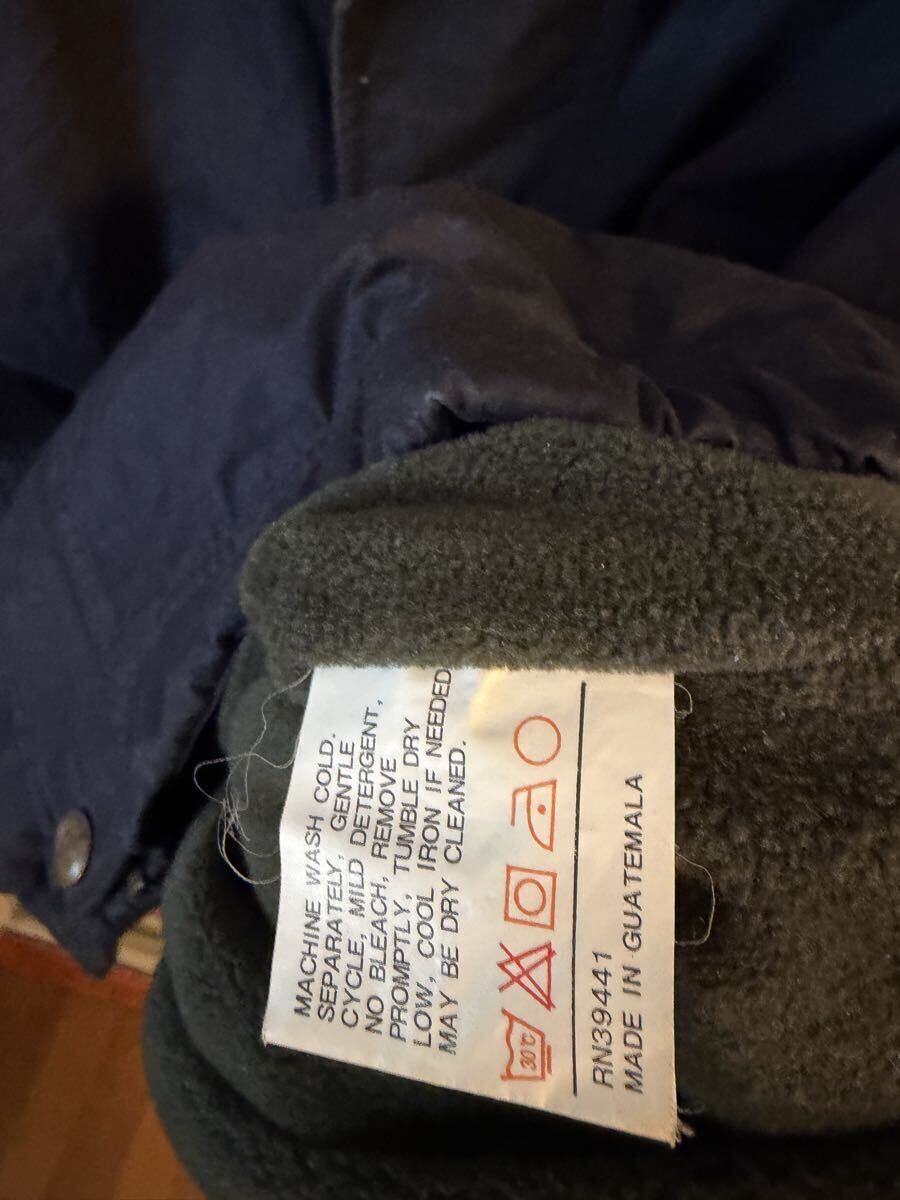 MACHINE WASH COLD.
SEPARATELY, GENTLE
CYCLE, MILD DETERGENT,
NO BLEACH, REMOVE
PROMPTLY, TUMBLE DRY
LOW, COOL IRON IF NEEDED
MAY BE DRY CLEANED.
30°C
RN39441
MADE IN GUATEMALA